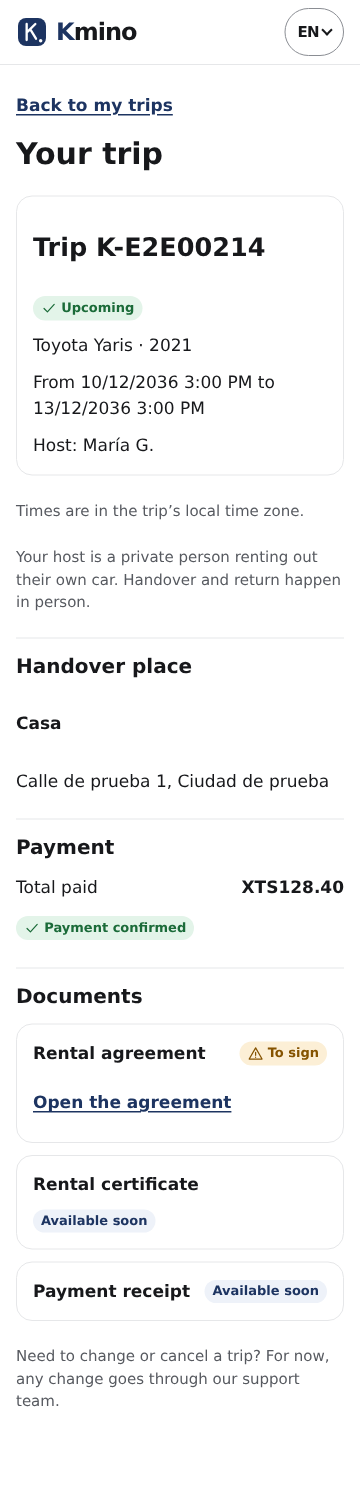 K. Kmino
EN
Back to my trips
Your trip
Trip K-E2E00214
Upcoming
Toyota Yaris · 2021
From 10/12/2036 3:00 PM to
13/12/2036 3:00 PM
Host: María G.
Times are in the trip’s local time zone.
Your host is a private person renting out
their own car. Handover and return happen
in person.
Handover place
Casa
Calle de prueba 1, Ciudad de prueba
Payment
Total paid XTS128.40
Payment confirmed
Documents
Rental agreement To sign
Open the agreement
Rental certificate
Available soon
Payment receipt Available soon
Need to change or cancel a trip? For now,
any change goes through our support
team.